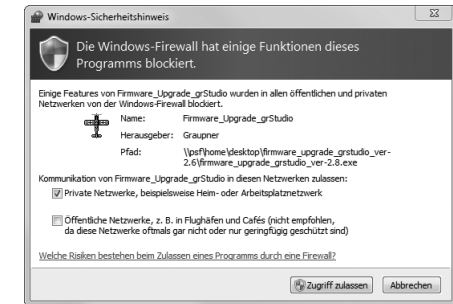 Windows-Sicherheitshinweis
Die Windows-Firewall hat einige Funktionen dieses
Programms blockiert.
Einige Features von Firmware_Upgrade_grStudio wurden in allen öffentlichen und privaten
Netzwerken von der Windows-Firewall blockiert.
Name: Firmware_Upgrade_grStudio
Herausgeber: Graupner
Pfad: \\psf\home\desktop\firmware_upgrade_grstudio_ver-
2.6\firmware_upgrade_grstudio_ver-2.8.exe
Kommunikation von Firmware_Upgrade_grStudio in diesen Netzwerken zulassen:
Private Netzwerke, beispielsweise Heim- oder Arbeitsplatznetzwerk
Öffentliche Netzwerke, z. B. in Flughäfen und Cafés (nicht empfohlen,
da diese Netzwerke oftmals gar nicht oder nur geringfügig geschützt sind)
Welche Risiken bestehen beim Zulassen eines Programms durch eine Firewall?
Zugriff zulassen Abbrechen